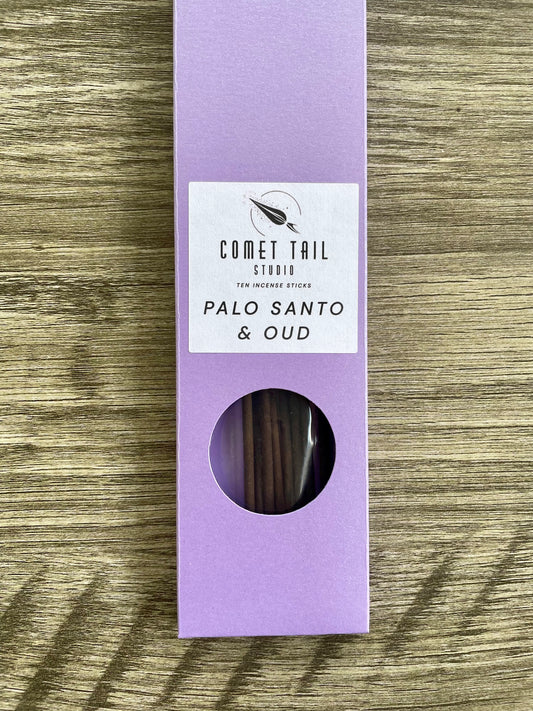 COMET TAIL
STUDIO
TEN INCENSE STICKS
PALO SANTO
& OUD